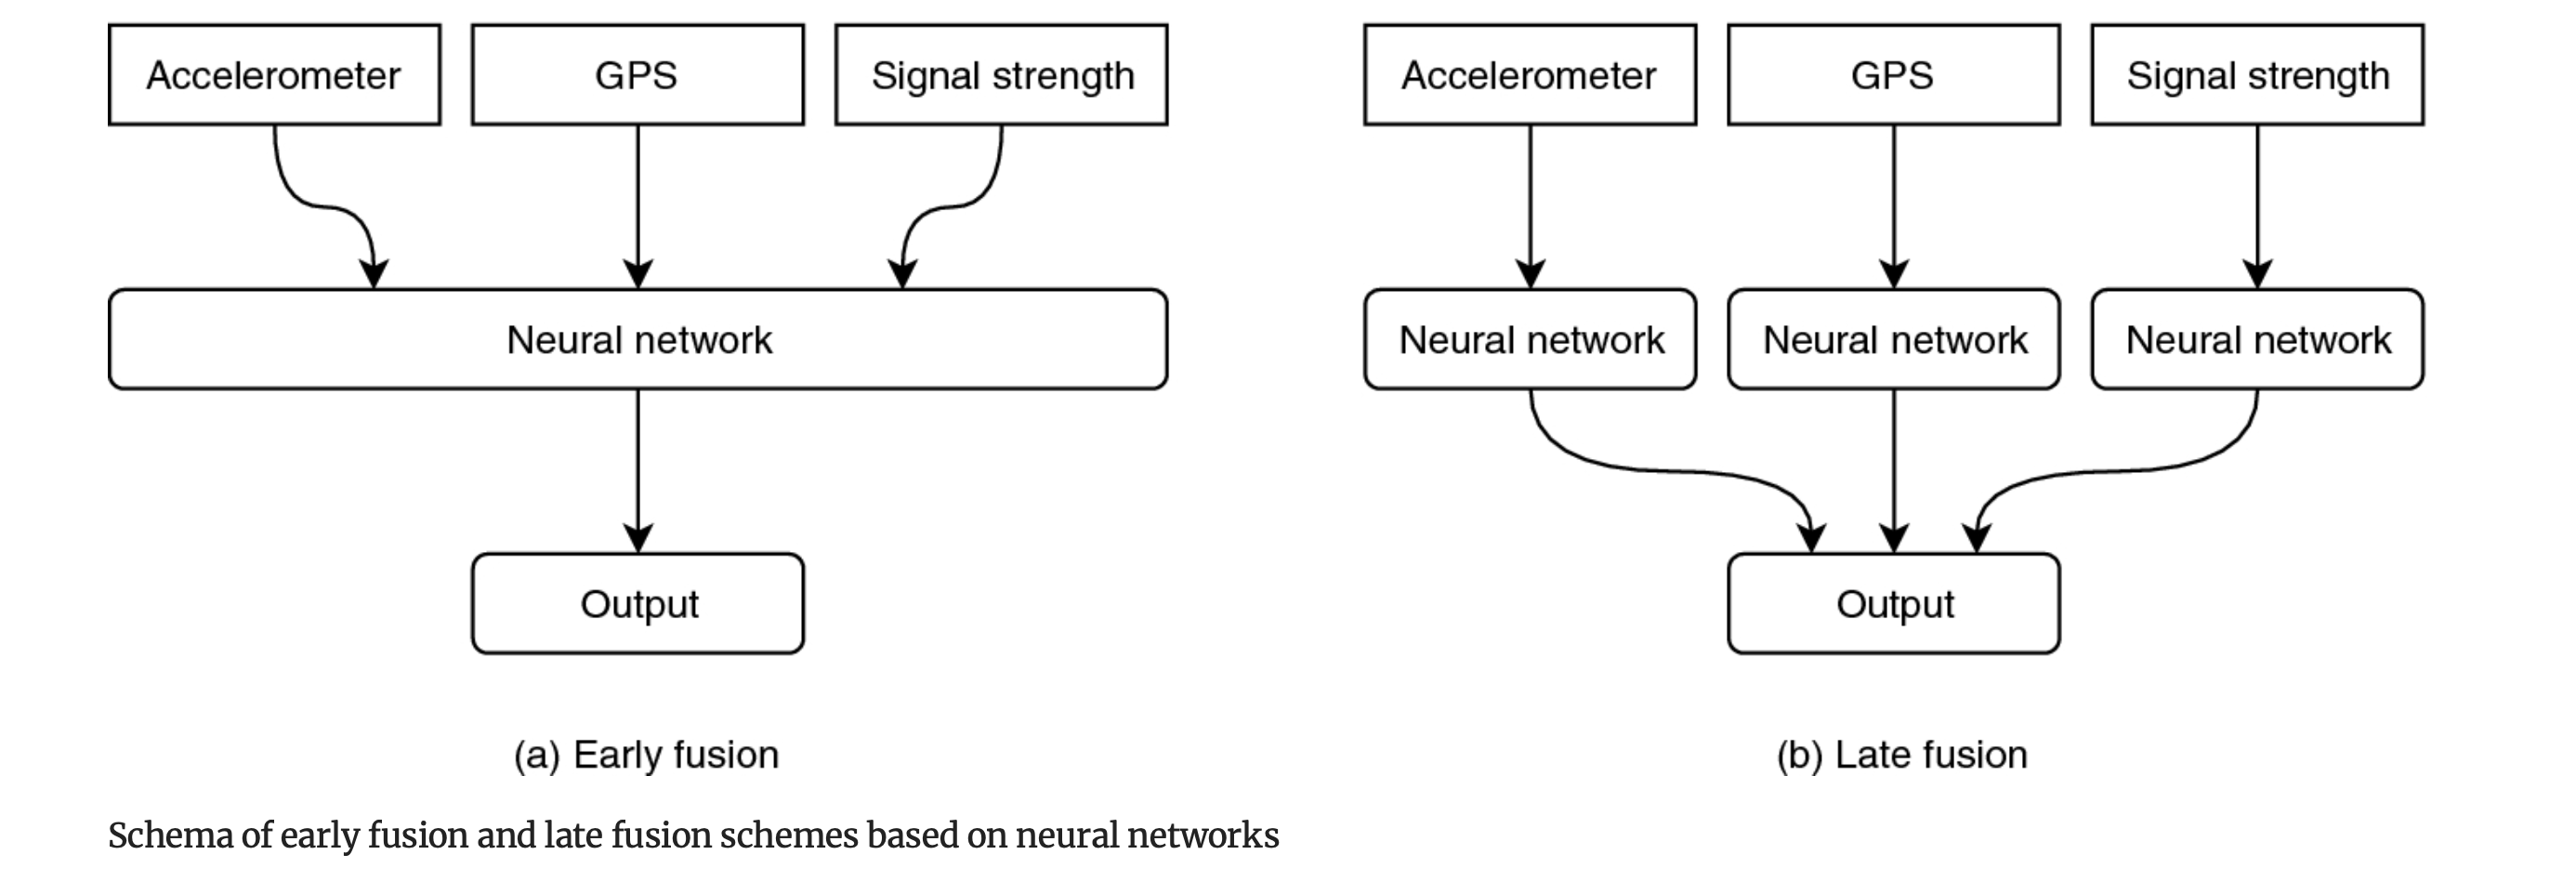 Accelerometer
GPS
Signal strength
Neural network
Output
(a) Early fusion
Accelerometer
GPS
Signal strength
Neural network
Neural network
Neural network
Output
(b) Late fusion
Schema of early fusion and late fusion schemes based on neural networks